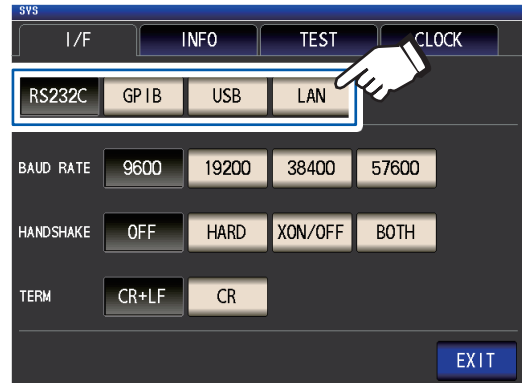 SYS
I/F INFO TEST CLOCK
RS232C GPIB USB LAN
BAUD RATE 9600 19200 38400 57600
HANDSHAKE OFF HARD XON/OFF BOTH
TERM CR+LF CR
EXIT